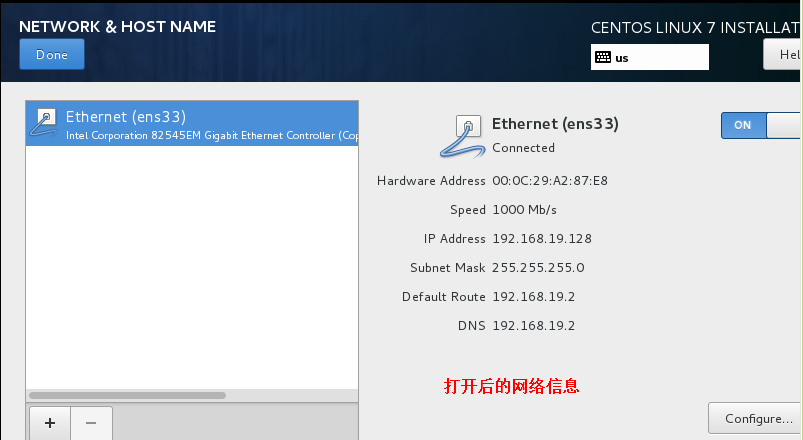 NETWORK & HOST NAME
CENTOS LINUX 7 INSTALLAT
Done
us
Hel
Ethernet (ens33)
Intel Corporation 82545EM Gigabit Ethernet Controller (Cop
Ethernet (ens33)
Connected
ON
Hardware Address 00:0C:29:A2:87:E8
Speed 1000 Mb/s
IP Address 192.168.19.128
Subnet Mask 255.255.255.0
Default Route 192.168.19.2
DNS 192.168.19.2
打开后的网络信息
+ −
Configure...